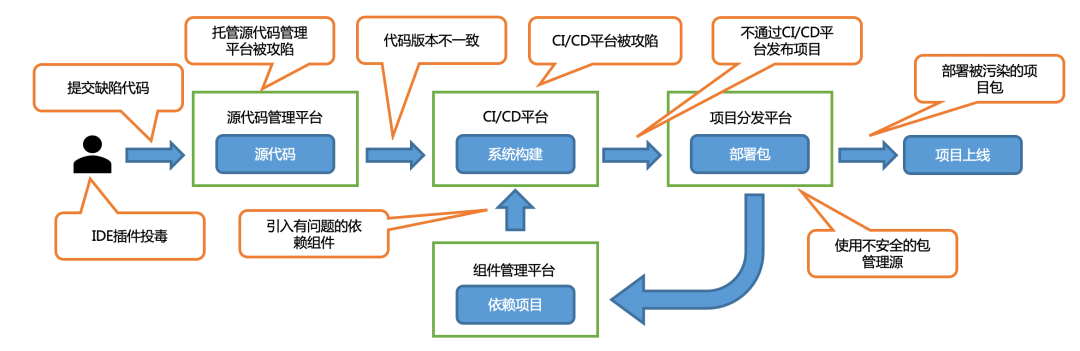 托管源代码管理
平台被攻陷
代码版本不一致
CI/CD平台被攻陷
不通过CI/CD平
台发布项目
部署被污染的项
目包
提交缺陷代码
源代码管理平台
源代码
CI/CD平台
系统构建
项目分发平台
部署包
项目上线
IDE插件投毒
引入有问题的依
赖组件
使用不安全的包
管理源
组件管理平台
依赖项目